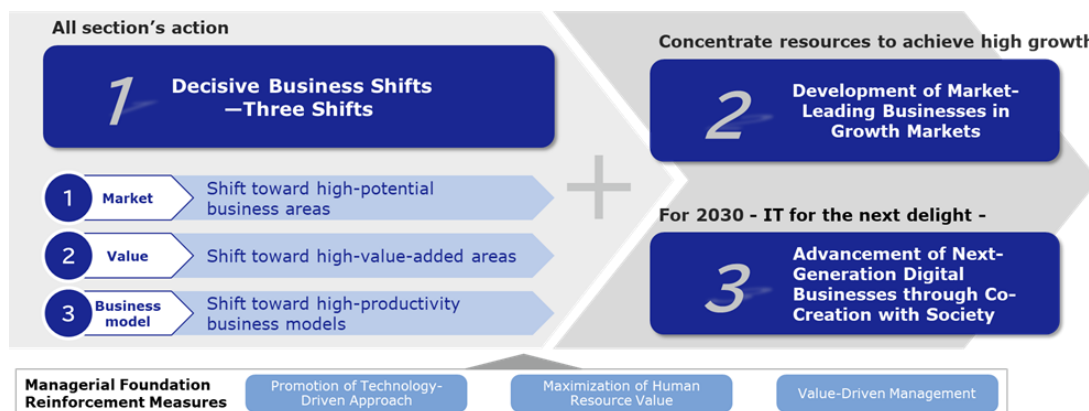 All section's action
1
Decisive Business Shifts
—Three Shifts
1
Market
Shift toward high-potential
business areas
2
Value
Shift toward high-value-added areas
3
Business
model
Shift toward high-productivity
business models
+
Concentrate resources to achieve high growth
2
Development of Market-
Leading Businesses in
Growth Markets
For 2030 - IT for the next delight -
3
Advancement of Next-
Generation Digital
Businesses through Co-
Creation with Society
Managerial Foundation
Reinforcement Measures
Promotion of Technology-
Driven Approach
Maximization of Human
Resource Value
Value-Driven Management